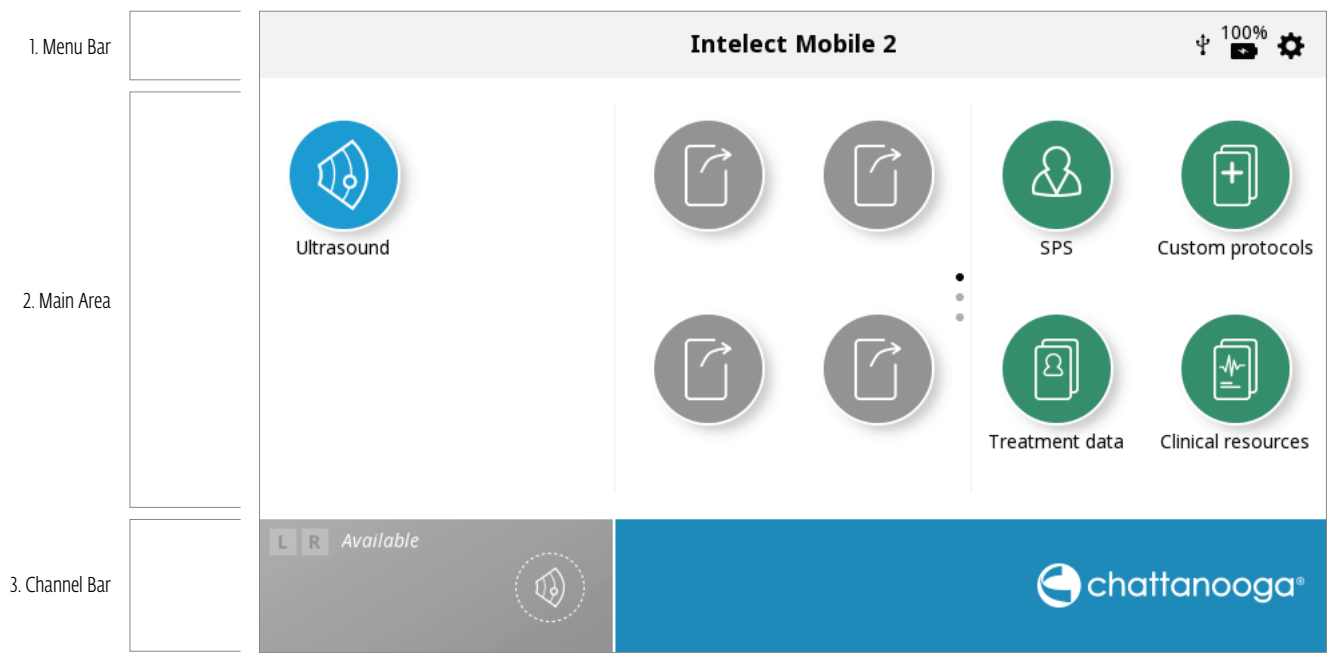 1. Menu Bar
Intelect Mobile 2
100%
2. Main Area
Ultrasound
SPS
Custom protocols
Treatment data
Clinical resources
3. Channel Bar
L R Available
chattanooga®